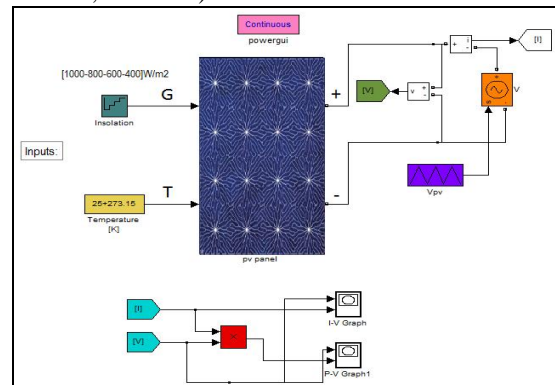 Continuous
powergui
[1000-800-600-400]W/m2
G
Insolation
Inputs:
25+273.15
T
Temperature
[K]
pv panel
+
-
[V]
v
+
-
+
i
-
[I]
+
s
-
V
Vpv
[I]
[V]
X
I-V Graph
P-V Graph1